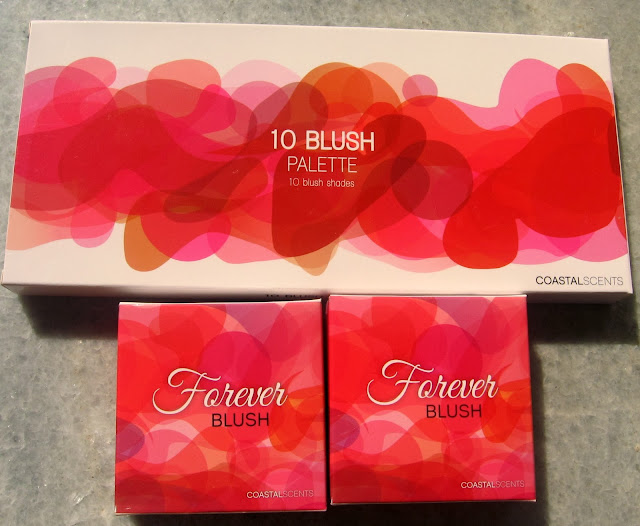 10 BLUSH
PALETTE
10 blush shades
COASTALSCENTS
Forever
BLUSH
COASTALSCENTS
Forever
BLUSH
COASTALSCENTS